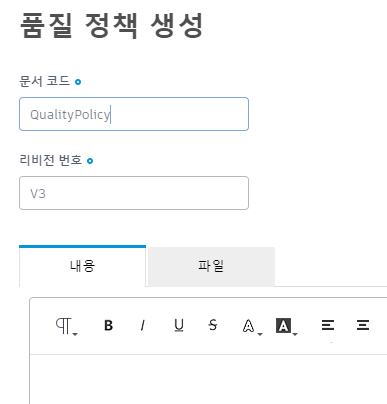 품질 정책 생성
문서 코드
QualityPolicy
리비전 번호
V3
내용 파일
B I U S A A